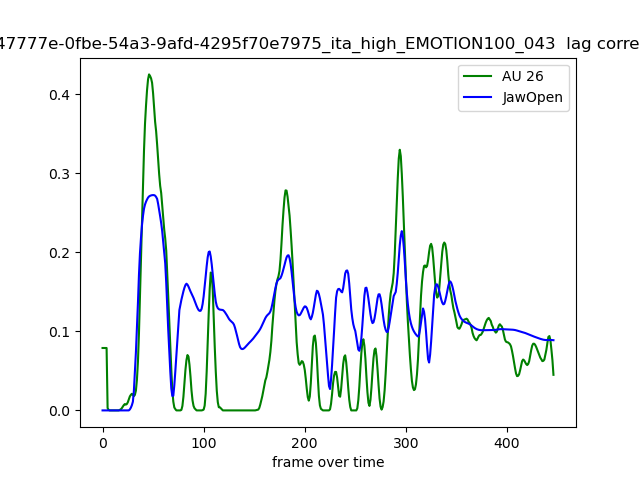 47777e-0fbe-54a3-9afd-4295f70e7975_ita_high_EMOTION100_043 lag corre
AU 26
JawOpen
0.4
0.3
0.2
0.1
0.0
0 100 200 300 400
frame over time